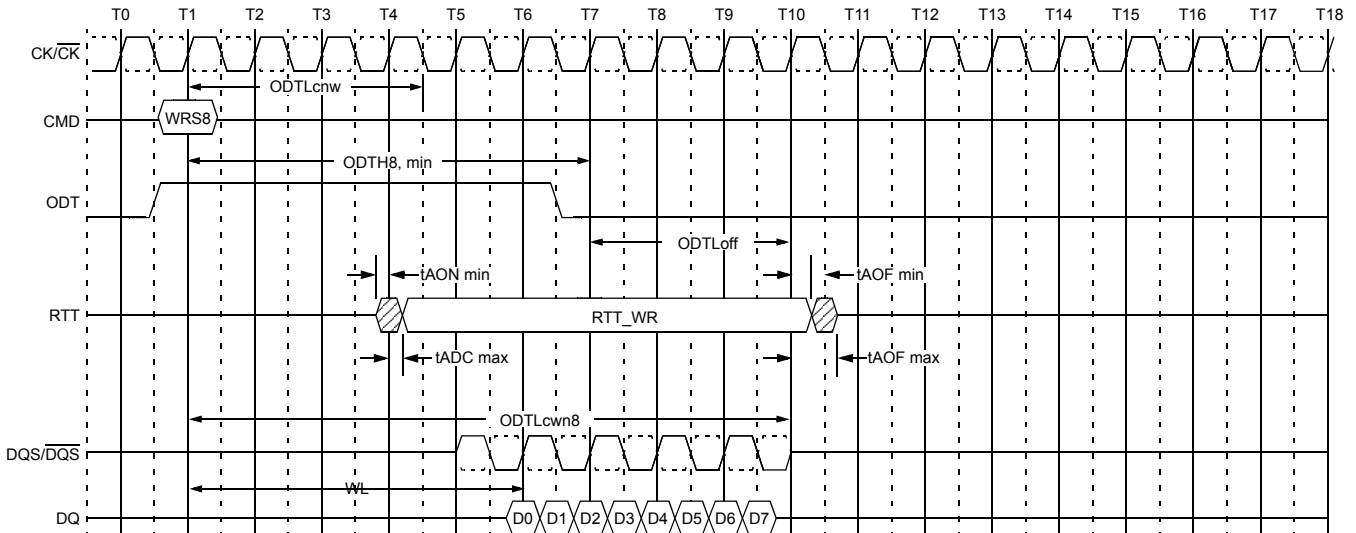 T0 T1 T2 T3 T4 T5 T6 T7 T8 T9 T10 T11 T12 T13 T14 T15 T16 T17 T18
CK/CK
ODTLcnw
CMD WRS8
ODTH8, min
ODT
ODTLoff
tAON min tAOF min
RTT RTT_WR
tADC max tAOF max
ODTLcwn8
DQS/DQS
WL
DQ D0 D1 D2 D3 D4 D5 D6 D7